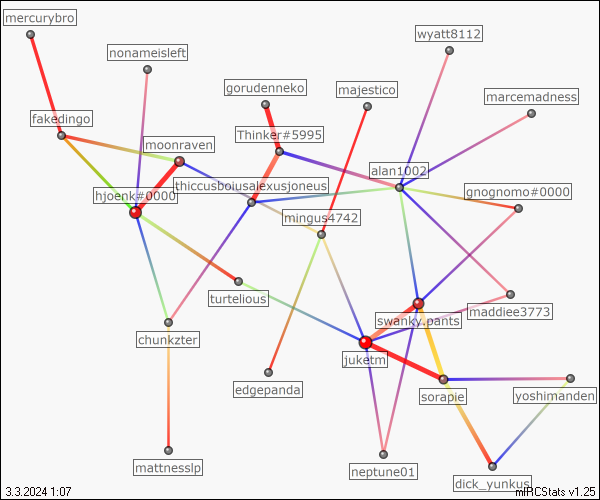 mercurybro
wyatt8112
nonameisleft
gorudenneko
majestico
marcemadness
fakedingo
Thinker#5995
moonraven
alan1002
thiccusboiusalexusjoneus
gnognomo#0000
hjoenk#0000
mingus4742
turtelious
maddiee3773
swanky.pants
chunkzter
juketm
edgepanda
sorapie
yoshimanden
mattnesslp
neptune01
dick_yunkus
3.3.2024 1:07
mIRCStats v1.25